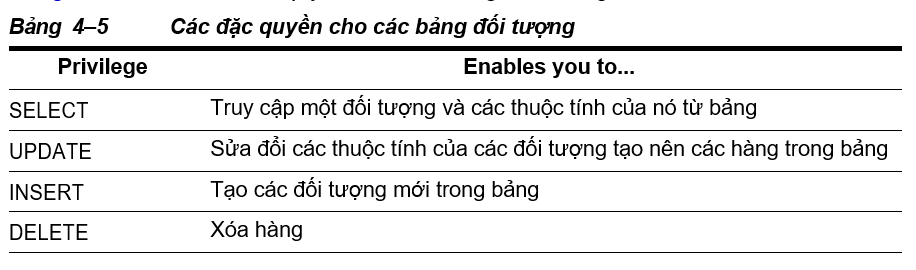 Bảng 4–5 Các đặc quyền cho các bảng đối tượng
Privilege Enables you to...
SELECT Truy cập một đối tượng và các thuộc tính của nó từ bảng
UPDATE Sửa đổi các thuộc tính của các đối tượng tạo nên các hàng trong bảng
INSERT Tạo các đối tượng mới trong bảng
DELETE Xóa hàng